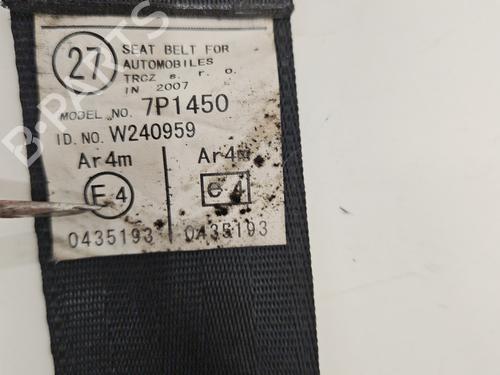 27
SEAT BELT FOR
AUTOMOBILES
TRCZ s. r. o.
IN 2007
MODEL NO. 7P1450
ID. NO. W240959
Ar4m Ar4m
E4 e4
0435193 0435193
B-PARTS